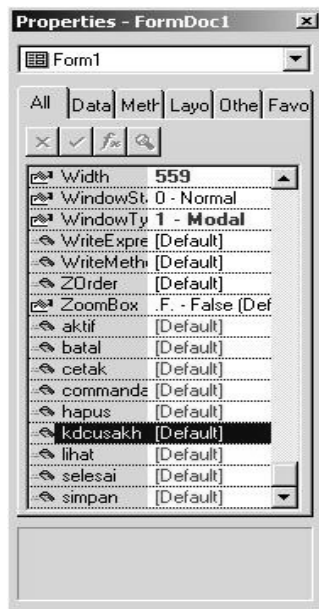 Properties - FormDoc1
Form1
All Data Meth Layo Othe Favo
Width 559
WindowSt. 0 - Normal
WindowTy 1 - Modal
WriteExpre [Default]
WriteMeth [Default]
ZOrder [Default]
ZoomBox .F. - False (Def
aktif [Default]
batal [Default]
cetak [Default]
commanda [Default]
hapus [Default]
kdcusakh [Default]
lihat [Default]
selesai [Default]
simpan [Default]